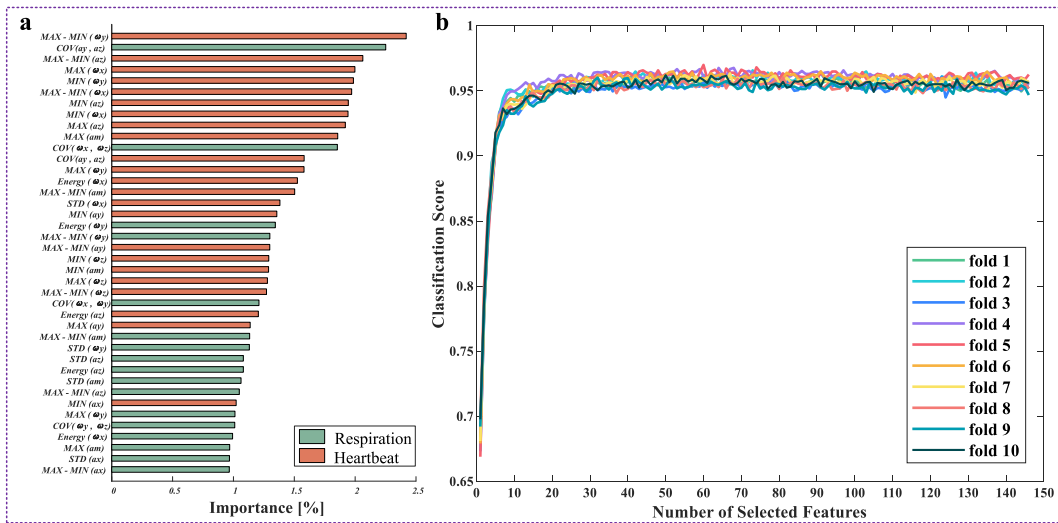 a
MAX - MIN (ωy)
COV(ay , az)
MAX - MIN (az)
MAX (ωx)
MIN (ωy)
MAX - MIN (ωx)
MIN (az)
MIN (ωx)
MAX (az)
MAX (am)
COV(ωx , ωz)
COV(ay , az)
MAX (ωy)
Energy (ωx)
MAX - MIN (am)
STD (ωx)
MIN (ay)
Energy (ωy)
MAX - MIN (ωy)
MAX - MIN (ay)
MIN (ωz)
MIN (am)
MAX (ωz)
MAX - MIN (ωz)
COV(ωx , ωy)
Energy (az)
MAX (ay)
MAX - MIN (am)
STD (ωy)
STD (az)
Energy (az)
STD (am)
MAX - MIN (az)
MIN (ax)
MAX (ωy)
COV(ωy , ωz)
Energy (ωx)
MAX (am)
STD (ax)
MAX - MIN (ax)
Respiration
Heartbeat
0 0.5 1 1.5 2 2.5
Importance [%]
b
1
0.95
0.9
0.85
0.8
0.75
0.7
0.65
Classification Score
fold 1
fold 2
fold 3
fold 4
fold 5
fold 6
fold 7
fold 8
fold 9
fold 10
0 10 20 30 40 50 60 70 80 90 100 110 120 130 140 150
Number of Selected Features